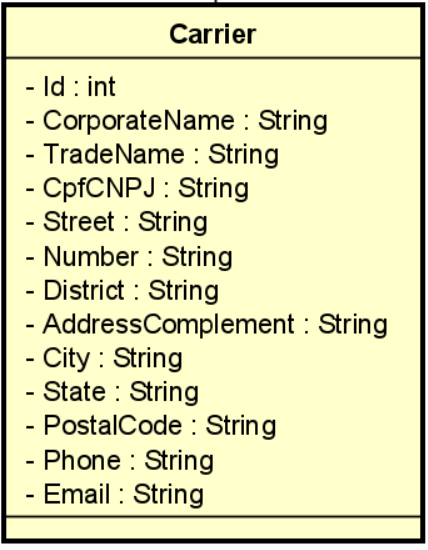 Carrier
- Id : int
- CorporateName : String
- TradeName : String
- CpfCNPJ : String
- Street : String
- Number : String
- District : String
- AddressComplement : String
- City : String
- State : String
- PostalCode : String
- Phone : String
- Email : String